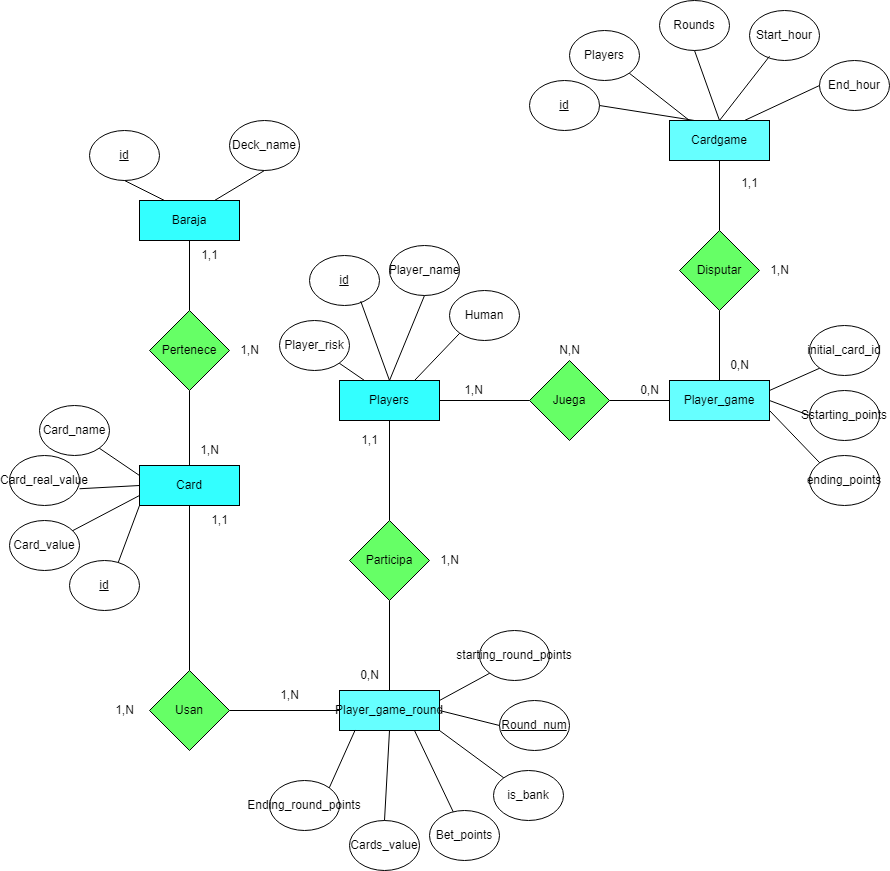 Rounds
Start_hour
Players
End_hour
id
Cardgame
1,1
Disputar
1,N
0,N
id
Deck_name
Baraja
1,1
Pertenece
1,N
1,N
id
Player_name
Human
Player_risk
Players
1,N
N,N
Juega
0,N
Player_game
initial_card_id
Sstarting_points
ending_points
Card_name
Card_real_value
Card_value
id
Card
1,1
1,1
Participa
1,N
0,N
Usan
1,N
1,N
Player_game_round
starting_round_points
Round_num
is_bank
Bet_points
Cards_value
Ending_round_points